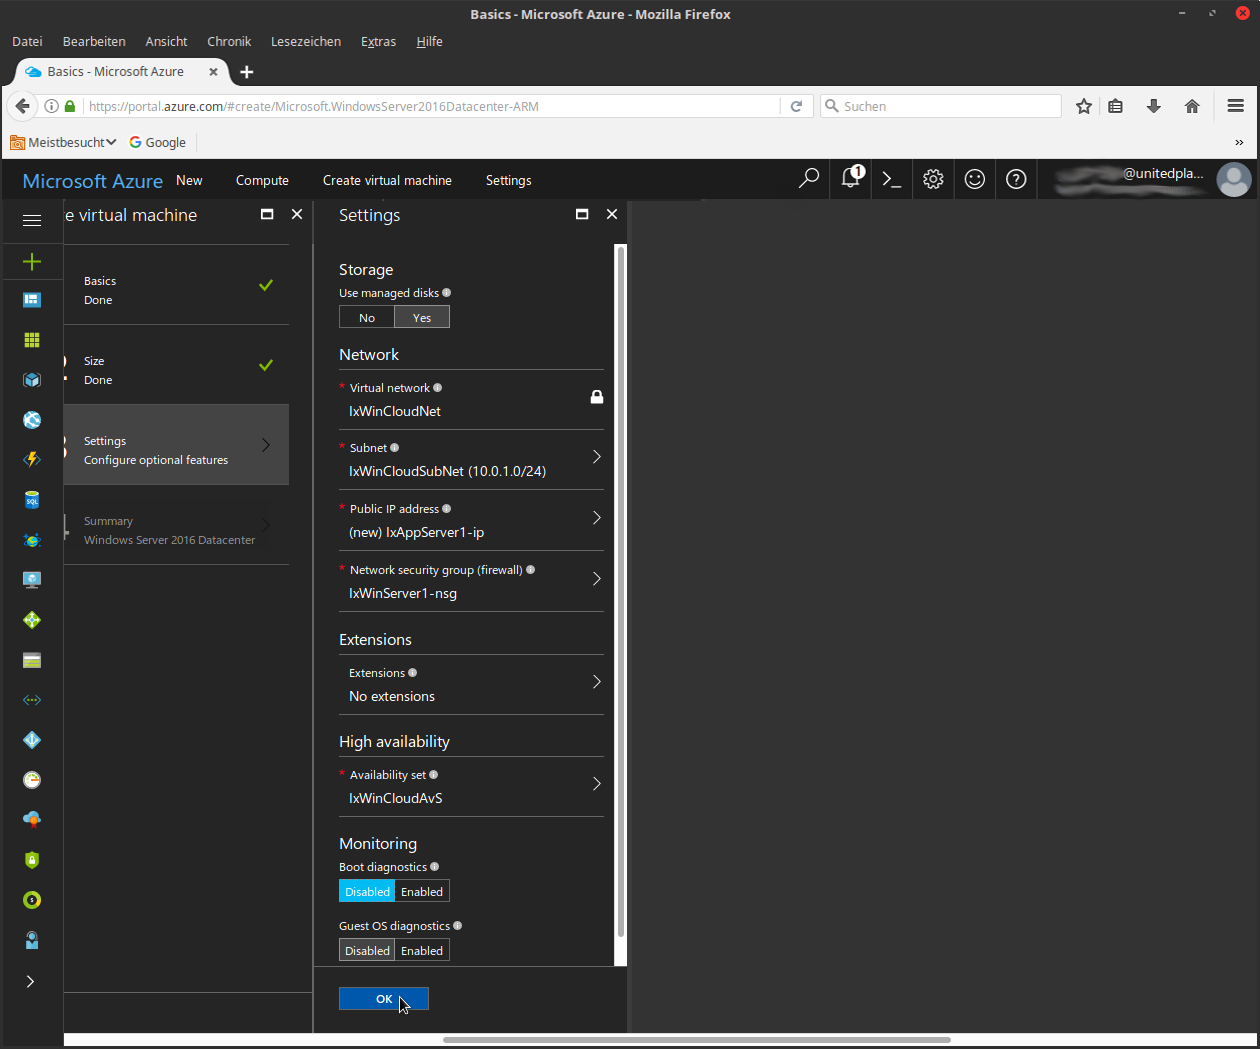 Basics - Microsoft Azure - Mozilla Firefox
Datei Bearbeiten Ansicht Chronik Lesezeichen Extras Hilfe
Basics - Microsoft Azure
https://portal.azure.com/#create/Microsoft.WindowsServer2016Datacenter-ARM
Suchen
Meistbesucht Google
Microsoft Azure New Compute Create virtual machine Settings
1
@unitedpla...
e virtual machine
Basics
Done
Size
Done
Settings
Configure optional features
Summary
Windows Server 2016 Datacenter
SQL
Settings
Storage
Use managed disks
No Yes
Network
* Virtual network
IxWinCloudNet
* Subnet
IxWinCloudSubNet (10.0.1.0/24)
* Public IP address
(new) IxAppServer1-ip
* Network security group (firewall)
IxWinServer1-nsg
Extensions
Extensions
No extensions
High availability
* Availability set
IxWinCloudAvS
Monitoring
Boot diagnostics
Disabled Enabled
Guest OS diagnostics
Disabled Enabled
OK